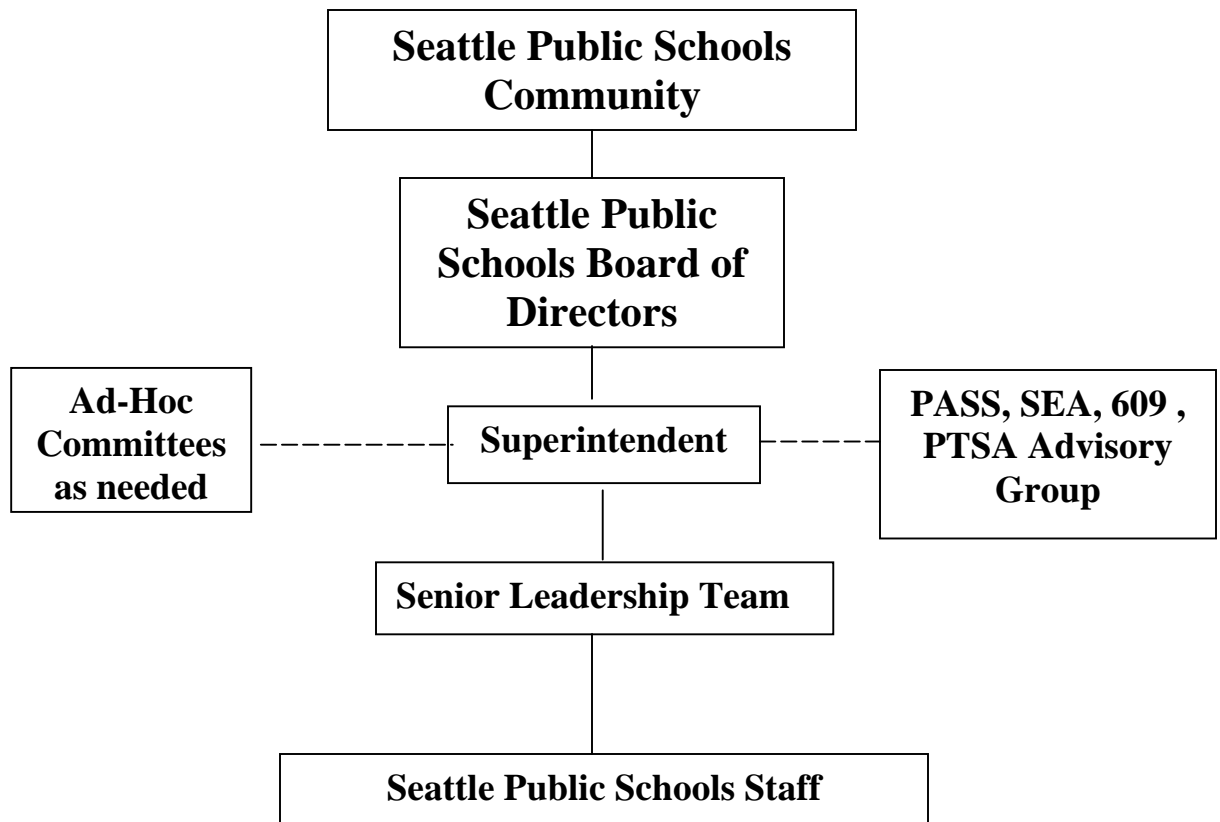 Seattle Public Schools
Community
Seattle Public
Schools Board of
Directors
Ad-Hoc
Committees
as needed
Superintendent
PASS, SEA, 609 ,
PTSA Advisory
Group
Senior Leadership Team
Seattle Public Schools Staff